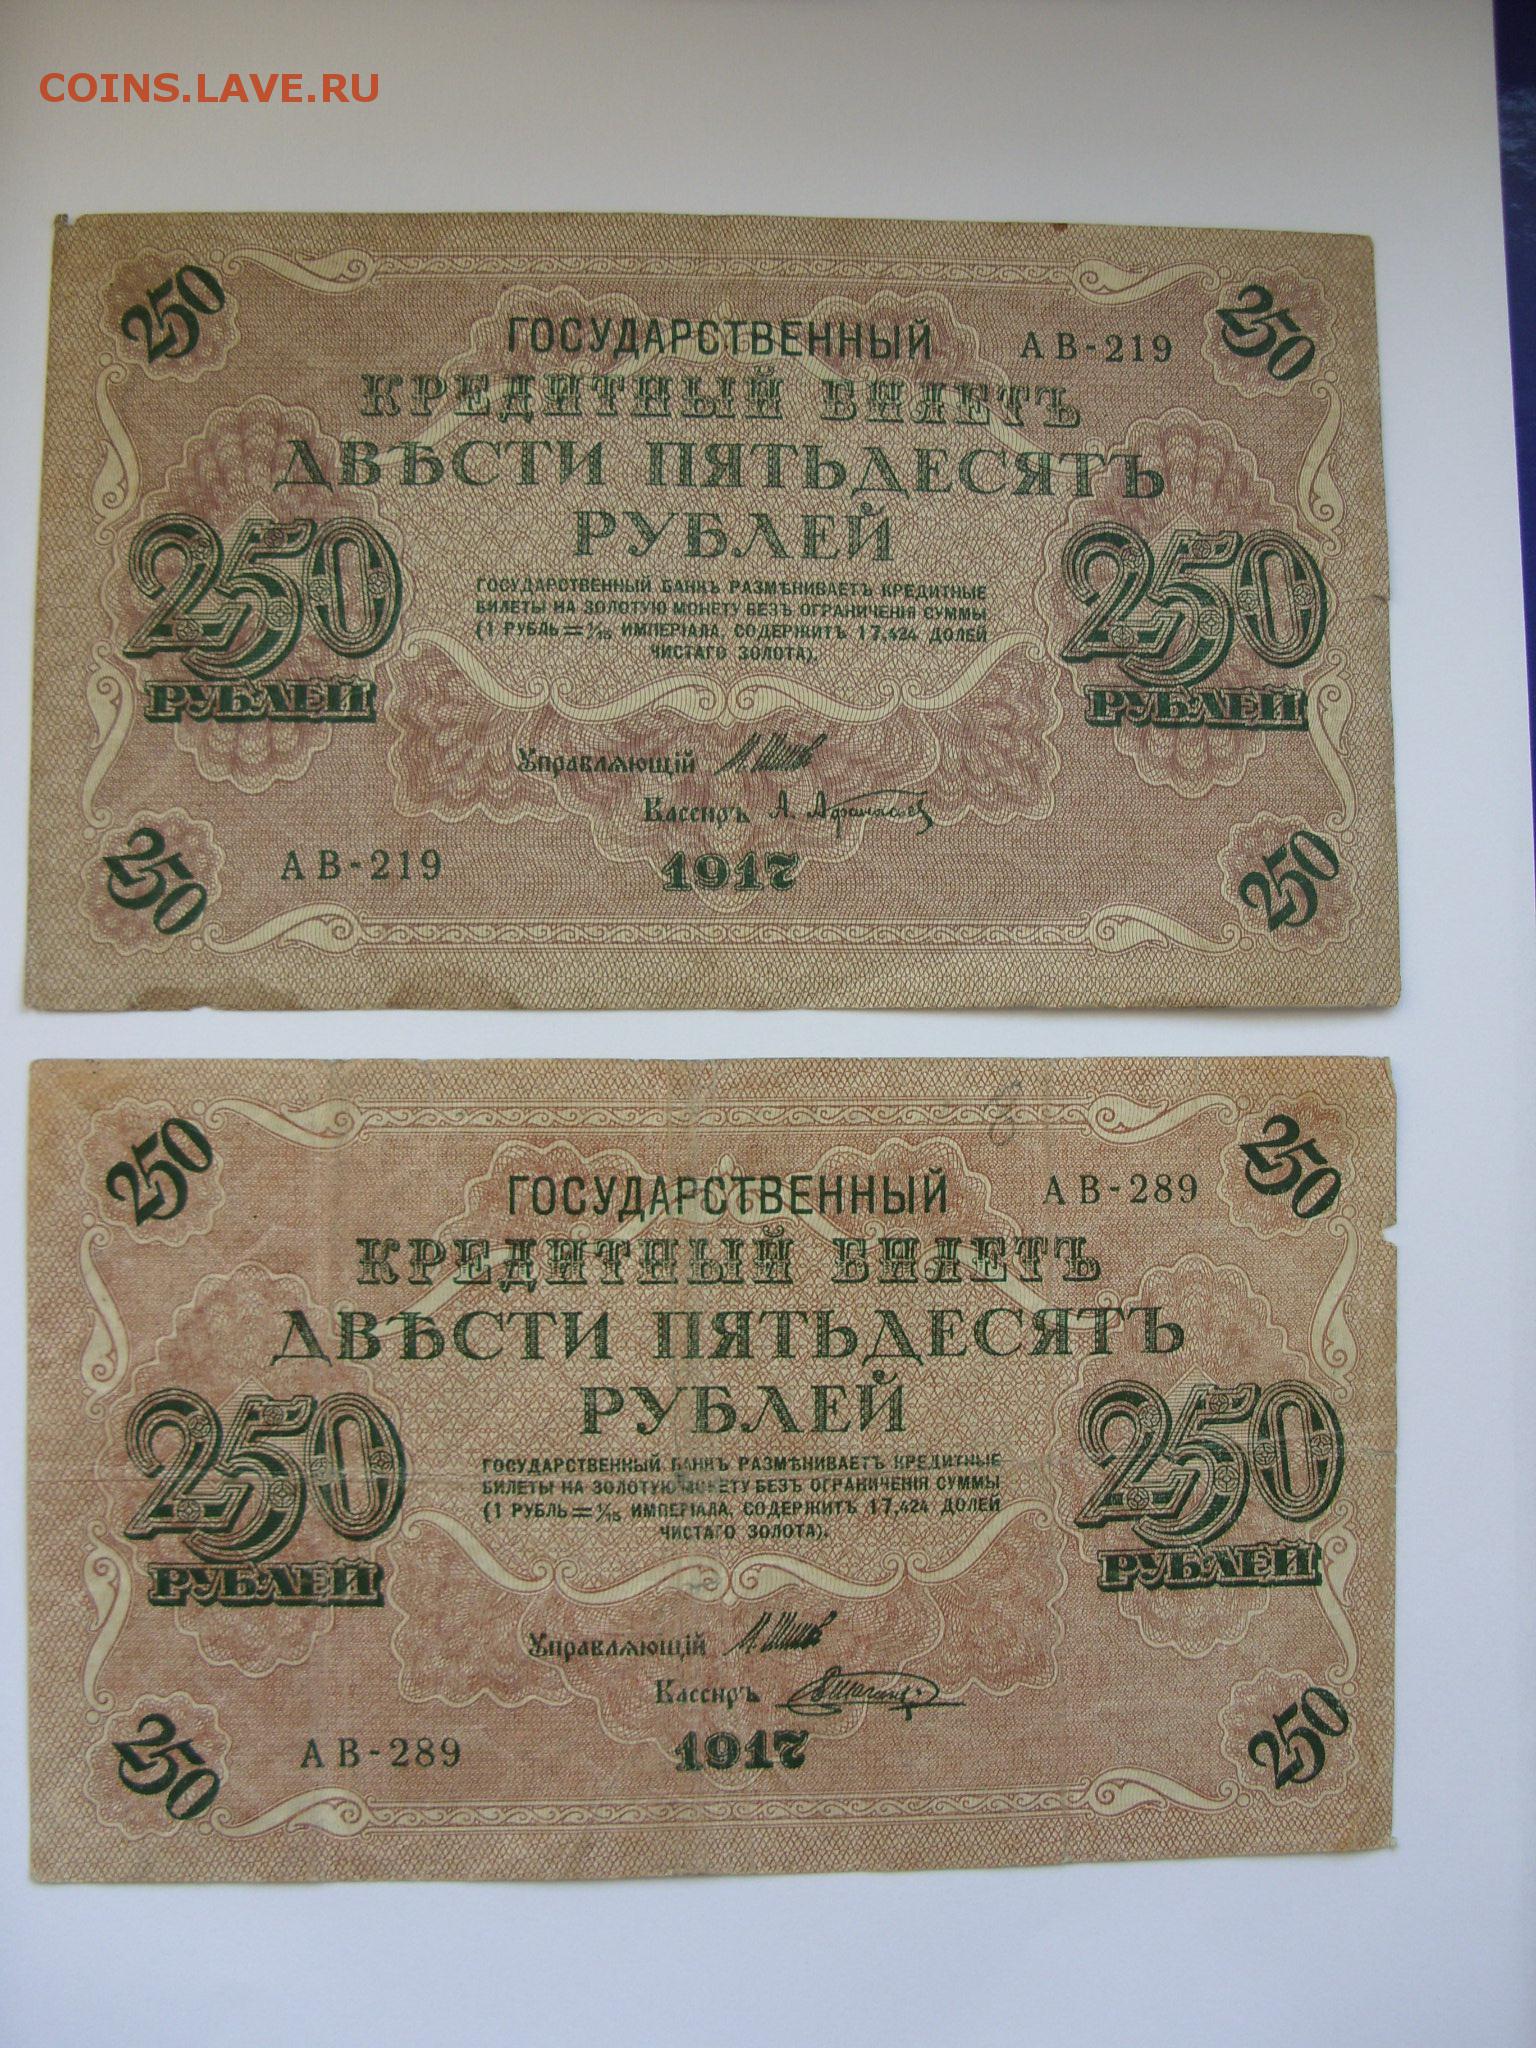 COINS.LAVE.RU
250
250
ГОСУДАРСТВЕННЫЙ
АВ-219
КРЕДИТНЫЙ БИЛЕТЪ
ДВѢСТИ ПЯТЬДЕСЯТЪ
РУБЛЕЙ
250
РУБЛЕЙ
250
РУБЛЕЙ
ГОСУДАРСТВЕННЫЙ БАНКЪ РАЗМѢНИВАЕТЪ КРЕДИТНЫЕ
БИЛЕТЫ НА ЗОЛОТУЮ МОНЕТУ БЕЗЪ ОГРАНИЧЕНІЯ СУММЫ
(1 РУБЛЬ = 1/15 ИМПЕРІАЛА, СОДЕРЖИТЪ 17,424 ДОЛЕЙ
ЧИСТАГО ЗОЛОТА).
Управляющій И. Шипов
Кассиръ А. Афанасьев
250
АВ-219
1917
250
250
250
ГОСУДАРСТВЕННЫЙ
АВ-289
КРЕДИТНЫЙ БИЛЕТЪ
ДВѢСТИ ПЯТЬДЕСЯТЪ
РУБЛЕЙ
250
РУБЛЕЙ
250
РУБЛЕЙ
ГОСУДАРСТВЕННЫЙ БАНКЪ РАЗМѢНИВАЕТЪ КРЕДИТНЫЕ
БИЛЕТЫ НА ЗОЛОТУЮ МОНЕТУ БЕЗЪ ОГРАНИЧЕНІЯ СУММЫ
(1 РУБЛЬ = 1/15 ИМПЕРІАЛА, СОДЕРЖИТЪ 17,424 ДОЛЕЙ
ЧИСТАГО ЗОЛОТА).
Управляющій И. Шипов
Кассиръ
250
АВ-289
1917
250